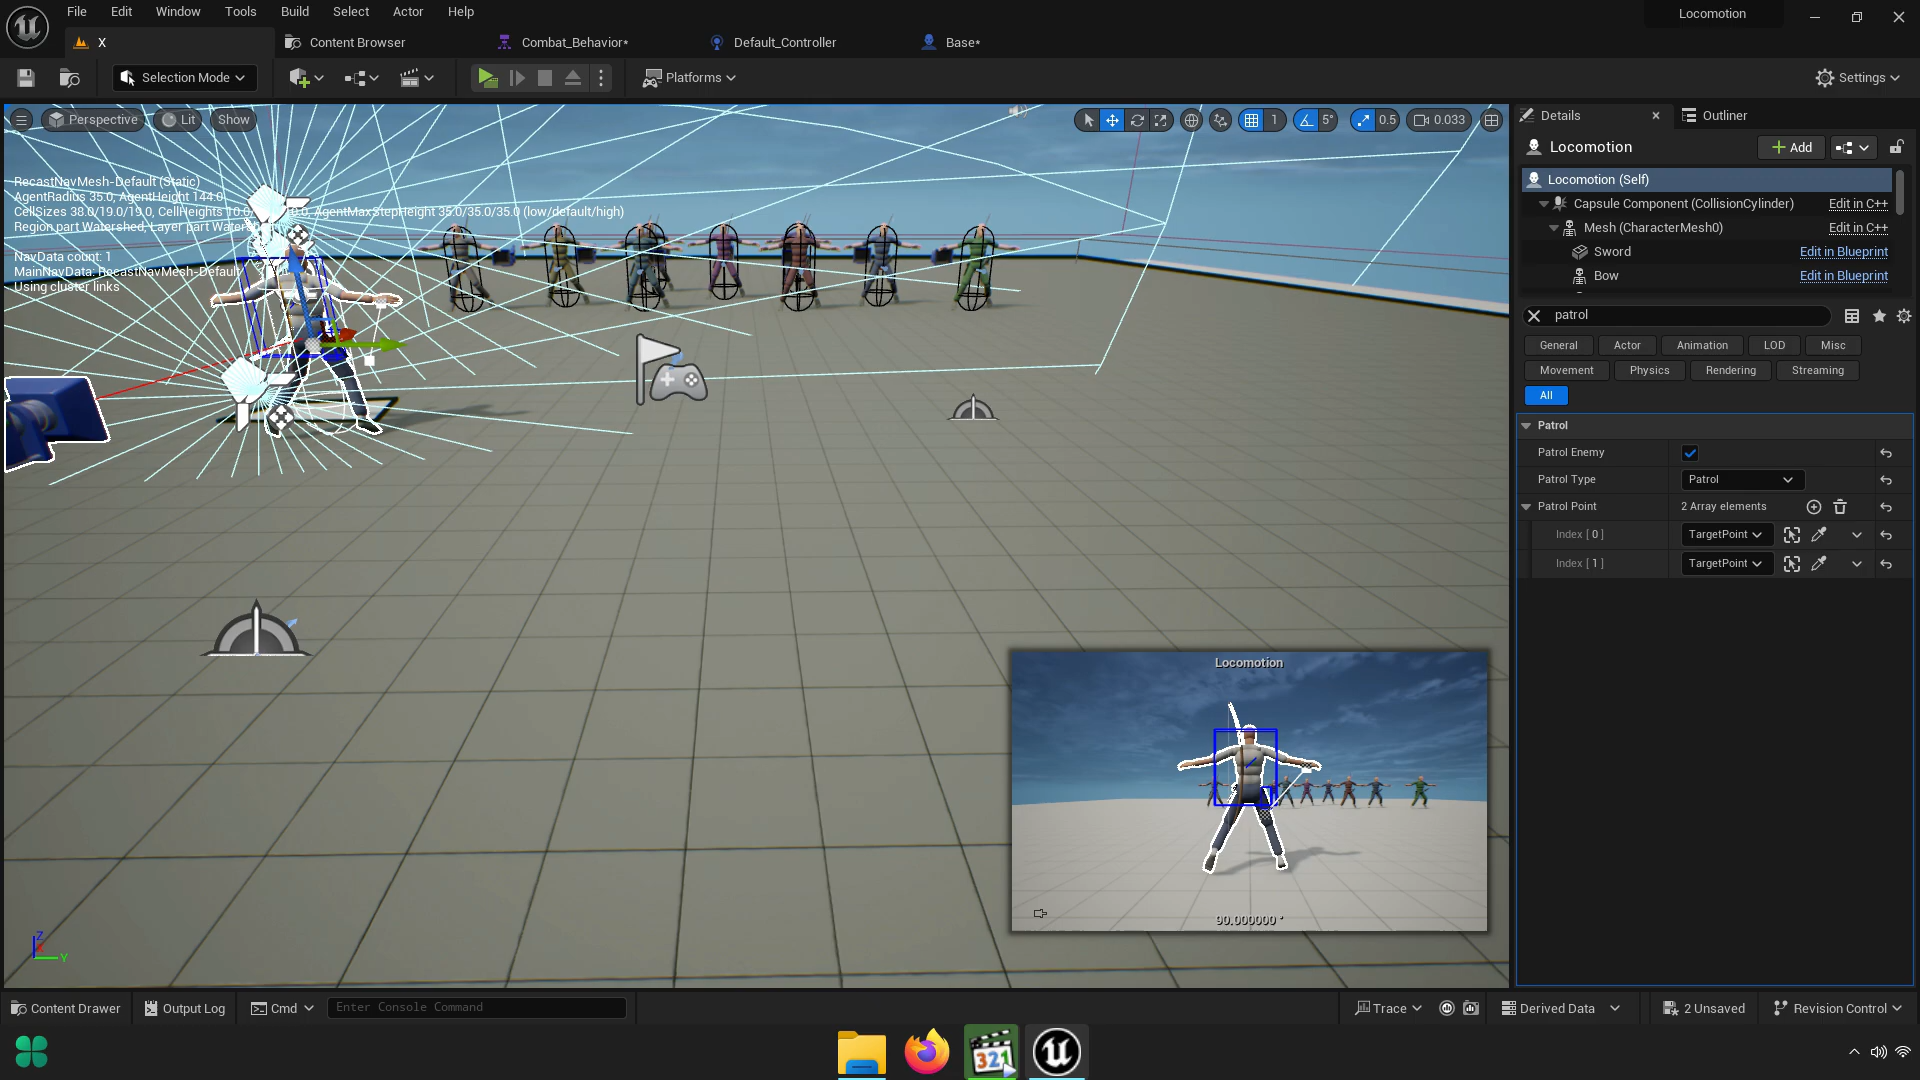 File Edit Window Tools Build Select Actor Help
Locomotion
X
Content Browser
Combat_Behavior*
Default_Controller
Base*
Selection Mode
Platforms
Settings
Perspective
Lit
Show
1
5°
0.5
0.033
RecastNavMesh-Default (Static)
AgentRadius 35.0, AgentHeight 144.0
CellSizes 38.0/19.0/19.0, CellHeights 10.0/ 0.0, AgentMaxStepHeight 35.0/35.0/35.0 (low/default/high)
Region part Watershed, Layer part Watershed
NavData count: 1
MainNavData: RecastNavMesh-Default
Using cluster links
Z
Y
Locomotion
90.000000 °
Details
Outliner
Locomotion
Add
Locomotion (Self)
Capsule Component (CollisionCylinder) Edit in C++
Mesh (CharacterMesh0) Edit in C++
Sword Edit in Blueprint
Bow Edit in Blueprint
patrol
General Actor Animation LOD Misc
Movement Physics Rendering Streaming
All
Patrol
Patrol Enemy
Patrol Type Patrol
Patrol Point 2 Array elements
Index [ 0 ] TargetPoint
Index [ 1 ] TargetPoint
Content Drawer
Output Log
Cmd
Enter Console Command
Trace
Derived Data
2 Unsaved
Revision Control
321